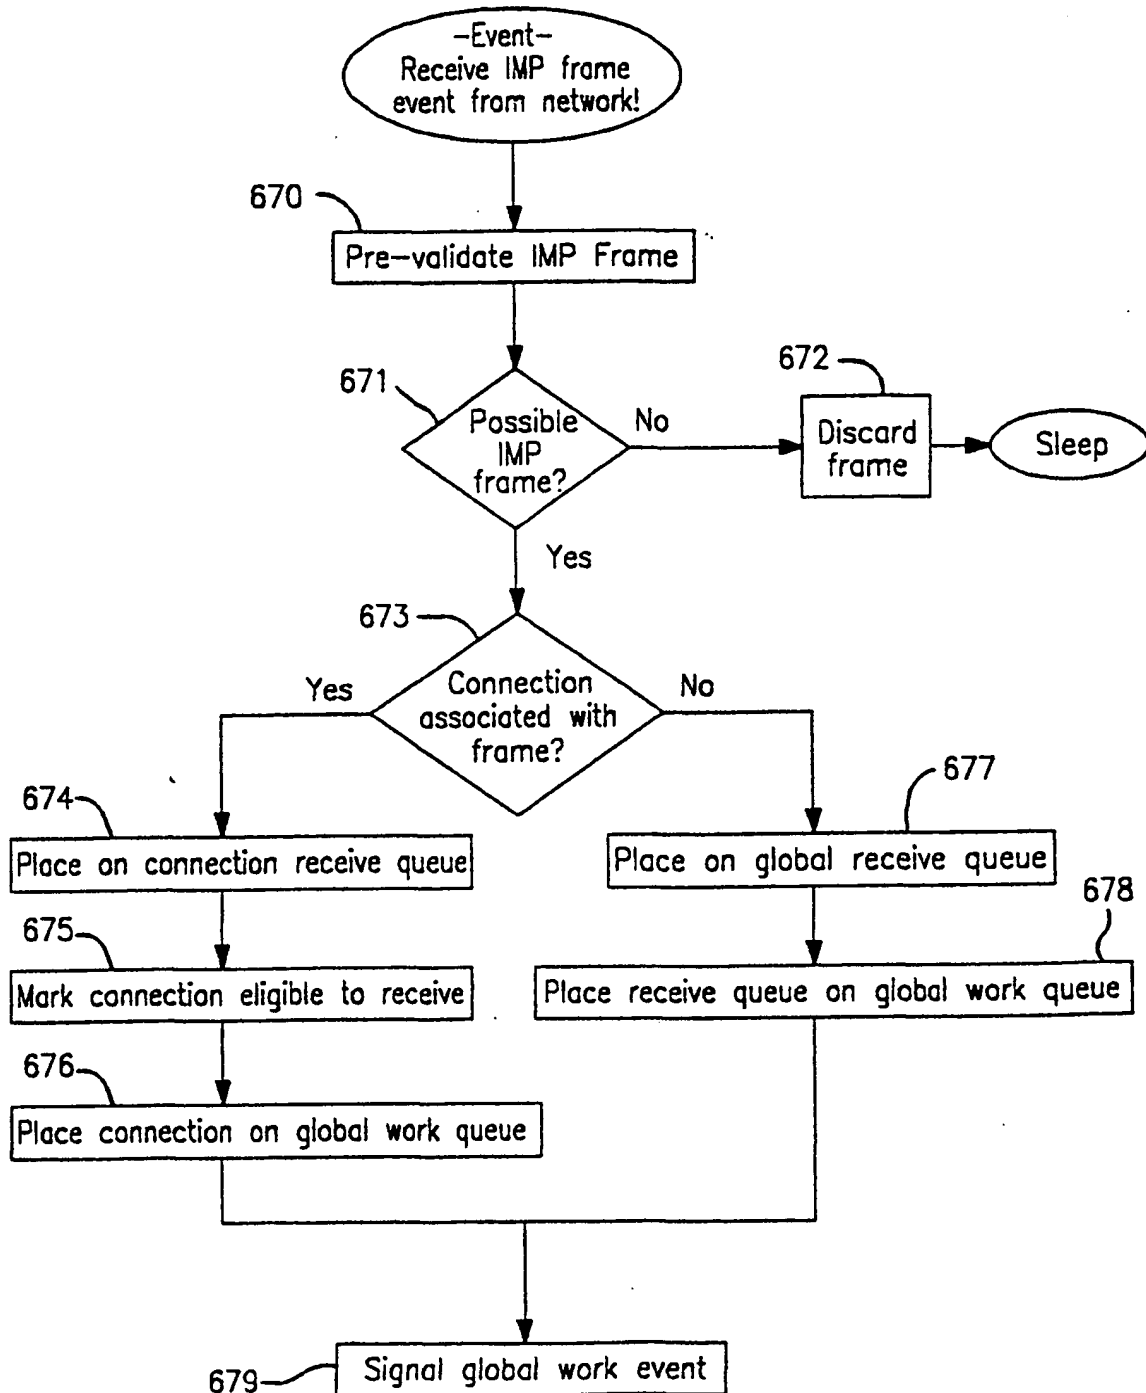 -Event-
Receive IMP frame
event from network!
670
Pre-validate IMP Frame
671
Possible
IMP
frame?
No
672
Discard
frame
Sleep
Yes
673
Connection
associated with
frame?
Yes
No
674
Place on connection receive queue
677
Place on global receive queue
675
Mark connection eligible to receive
678
Place receive queue on global work queue
676
Place connection on global work queue
679
Signal global work event